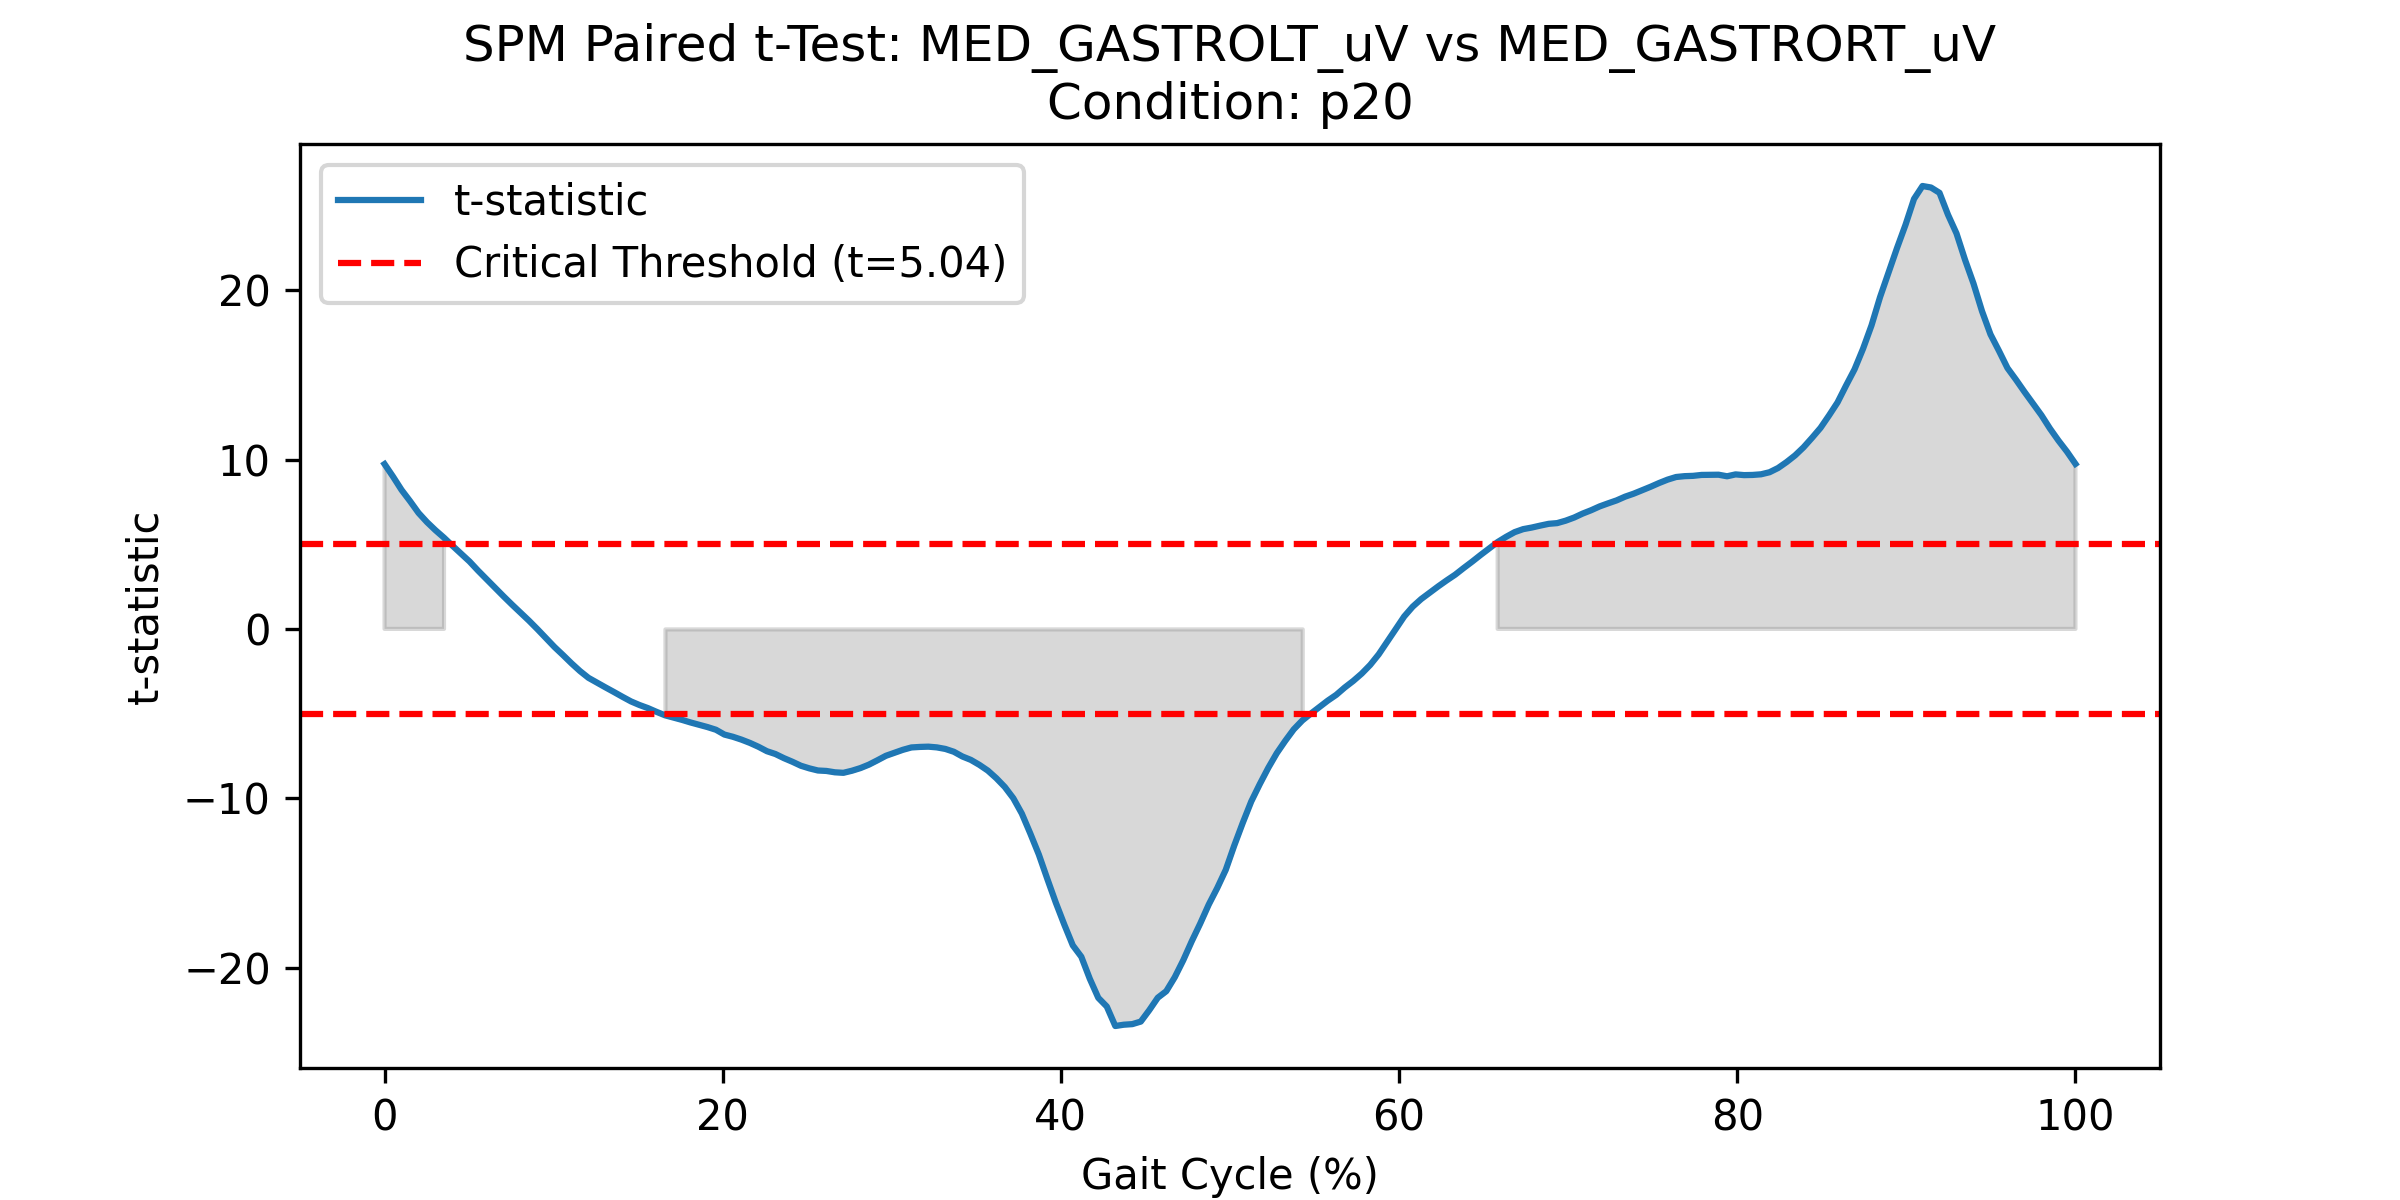 SPM Paired t-Test: MED_GASTROLT_uV vs MED_GASTRORT_uV
Condition: p20
t-statistic
Critical Threshold (t=5.04)
20
10
0
−10
−20
t-statistic
0 20 40 60 80 100
Gait Cycle (%)